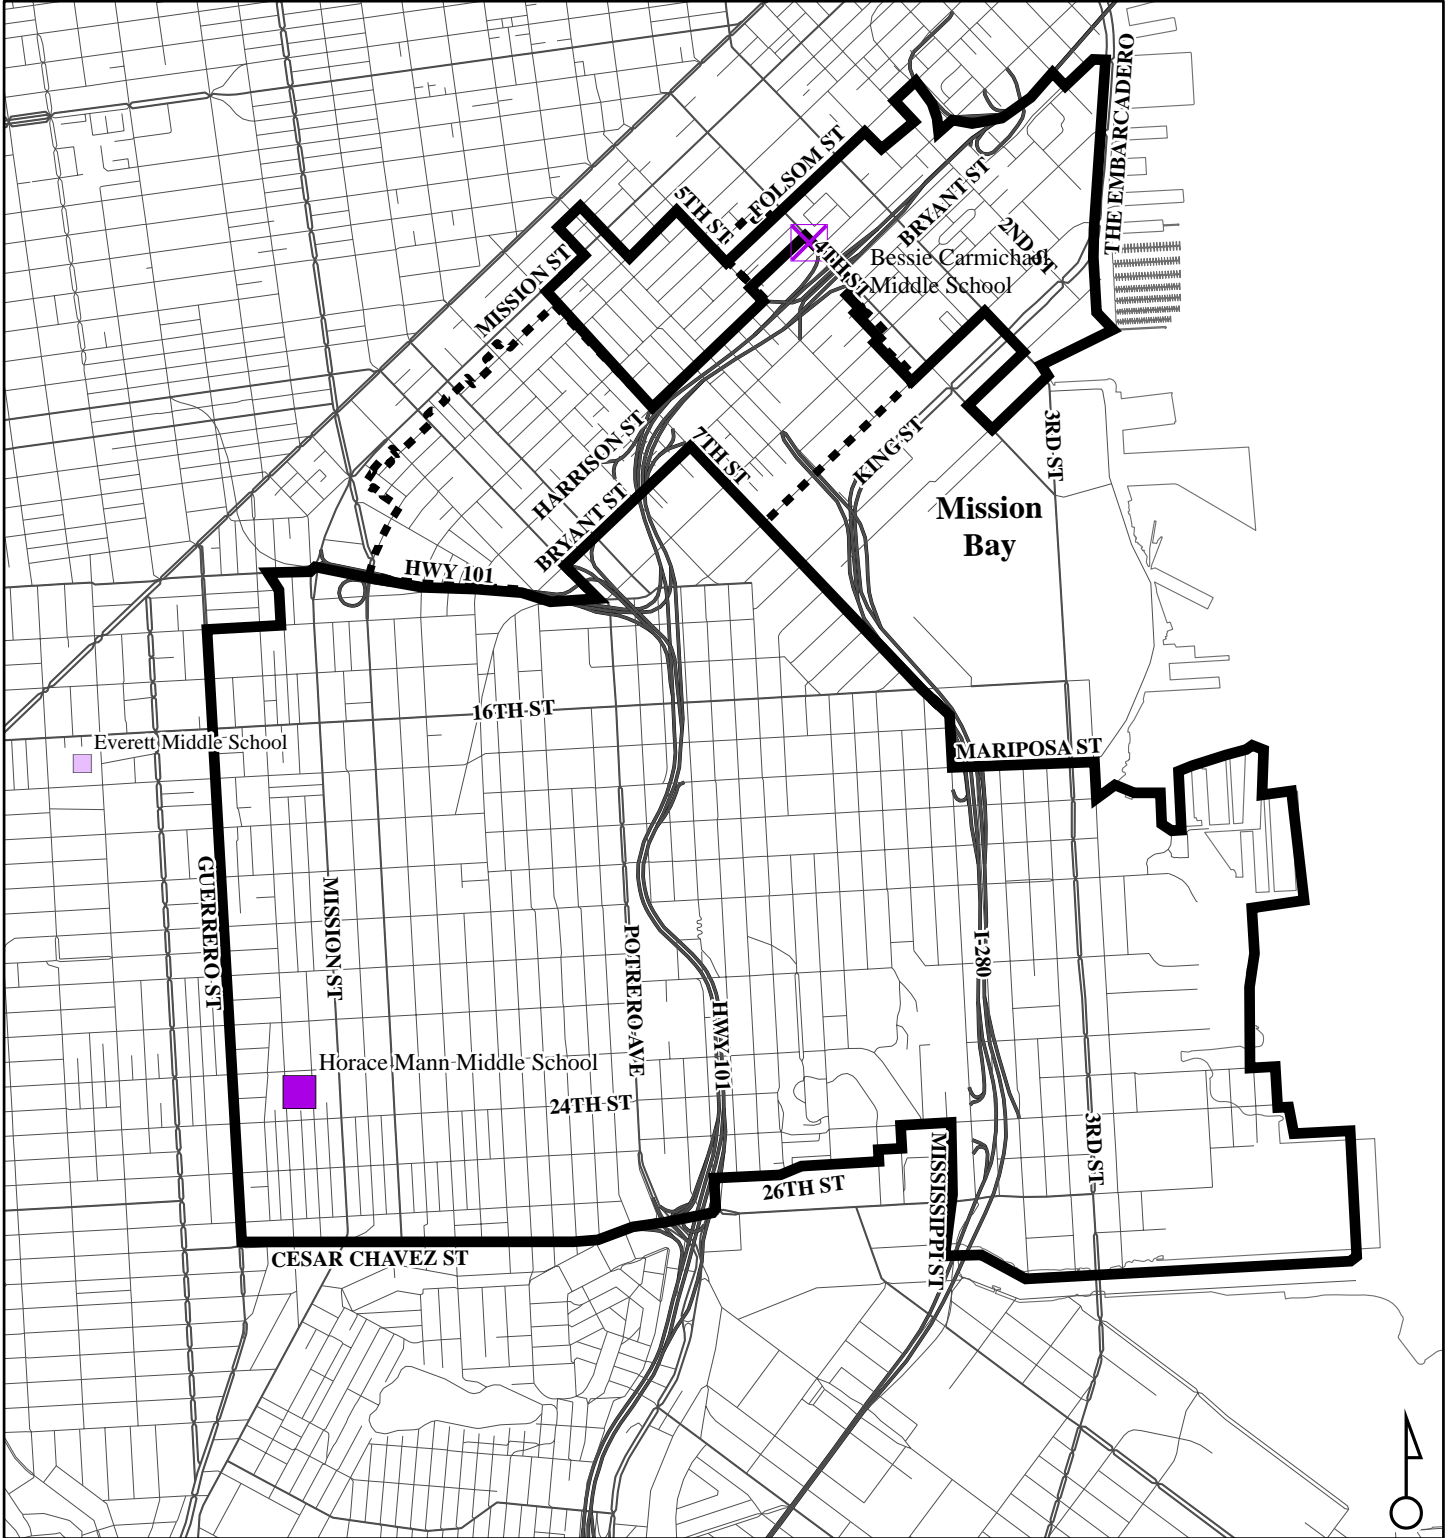 THE EMBARCADERO
FOLSOM ST
5TH ST
BRYANT ST
2ND ST
4TH ST
Bessie Carmichael
Middle School
MISSION ST
HARRISON ST
7TH ST
KING ST
3RD ST
BRYANT ST
Mission
Bay
HWY 101
16TH ST
Everett Middle School
MARIPOSA ST
GUERRERO ST
MISSION ST
POTRERO AVE
I-280
HWY 101
Horace Mann Middle School
24TH ST
3RD ST
MISSISSIPPI ST
26TH ST
CESAR CHAVEZ ST